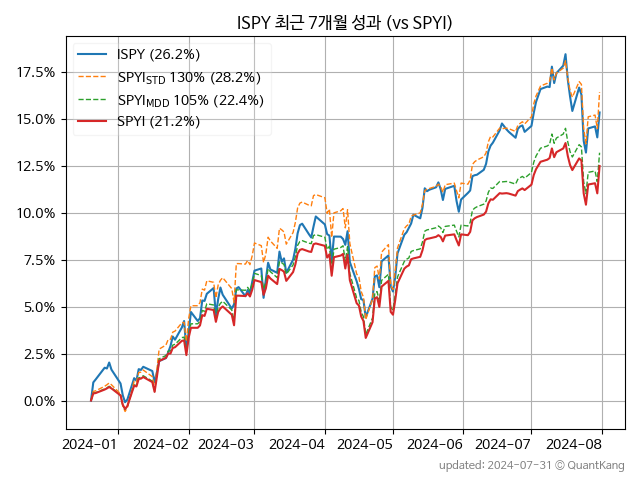 ISPY 최근 7개월 성과 (vs SPYI)
ISPY (26.2%)
SPYISTD 130% (28.2%)
SPYIMDD 105% (22.4%)
SPYI (21.2%)
17.5%
15.0%
12.5%
10.0%
7.5%
5.0%
2.5%
0.0%
2024-01 2024-02 2024-03 2024-04 2024-05 2024-06 2024-07 2024-08
updated: 2024-07-31 © QuantKang